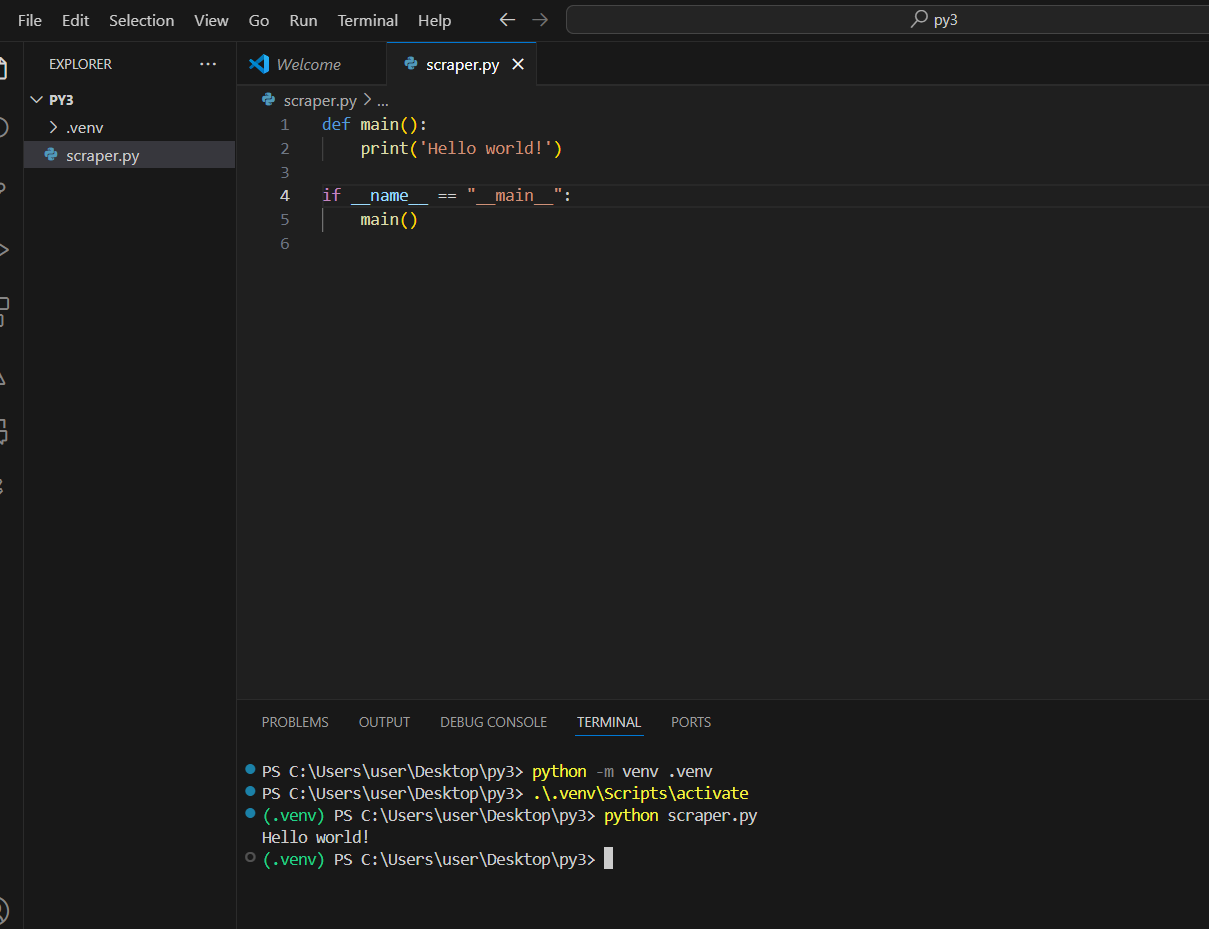 File Edit Selection View Go Run Terminal Help py3
EXPLORER ...
Welcome scraper.py
PY3
.venv
scraper.py
scraper.py > ...
1 def main():
2     print('Hello world!')
3
4 if __name__ == "__main__":
5     main()
6
PROBLEMS OUTPUT DEBUG CONSOLE TERMINAL PORTS
PS C:\Users\user\Desktop\py3> python -m venv .venv
PS C:\Users\user\Desktop\py3> .\.venv\Scripts\activate
(.venv) PS C:\Users\user\Desktop\py3> python scraper.py
Hello world!
(.venv) PS C:\Users\user\Desktop\py3>